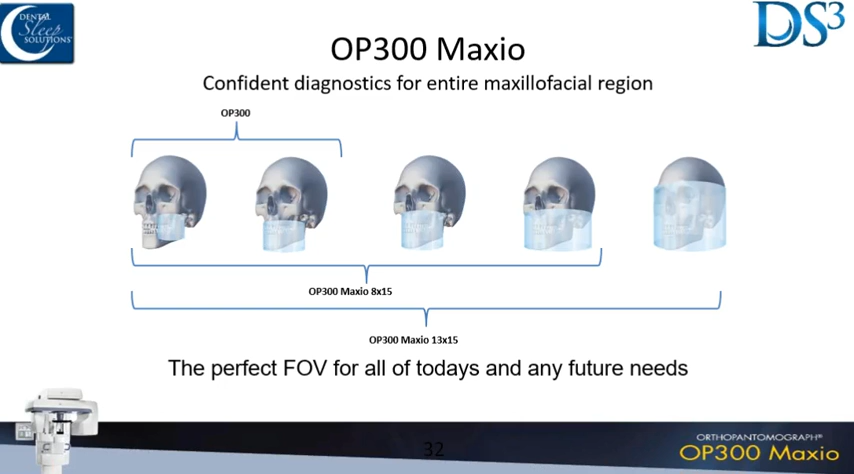 DENTAL
Sleep
SOLUTIONS®
DS3
OP300 Maxio
Confident diagnostics for entire maxillofacial region
OP300
OP300 Maxio 8x15
OP300 Maxio 13x15
The perfect FOV for all of todays and any future needs
32
ORTHOPANTOMOGRAPH®
OP300 Maxio